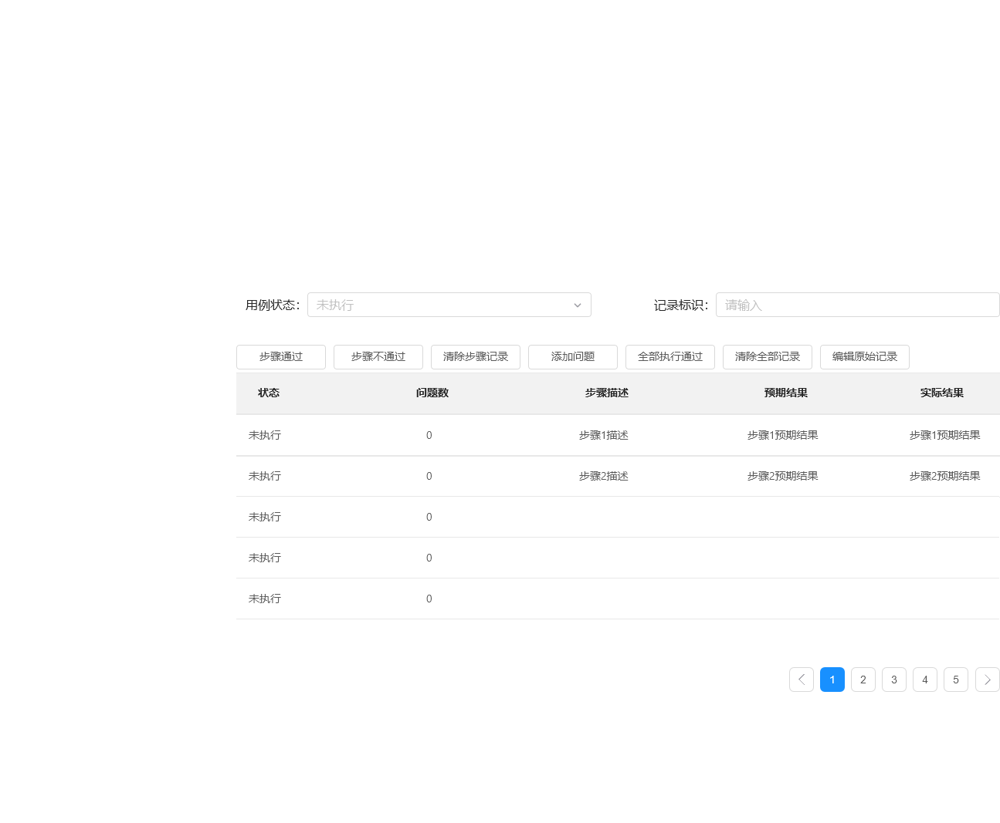 用例状态： 未执行 记录标识： 请输入
步骤通过 步骤不通过 清除步骤记录 添加问题 全部执行通过 清除全部记录 编辑原始记录
状态 问题数 步骤描述 预期结果 实际结果
未执行 0 步骤1描述 步骤1预期结果 步骤1预期结果
未执行 0 步骤2描述 步骤2预期结果 步骤2预期结果
未执行 0
未执行 0
未执行 0
1 2 3 4 5